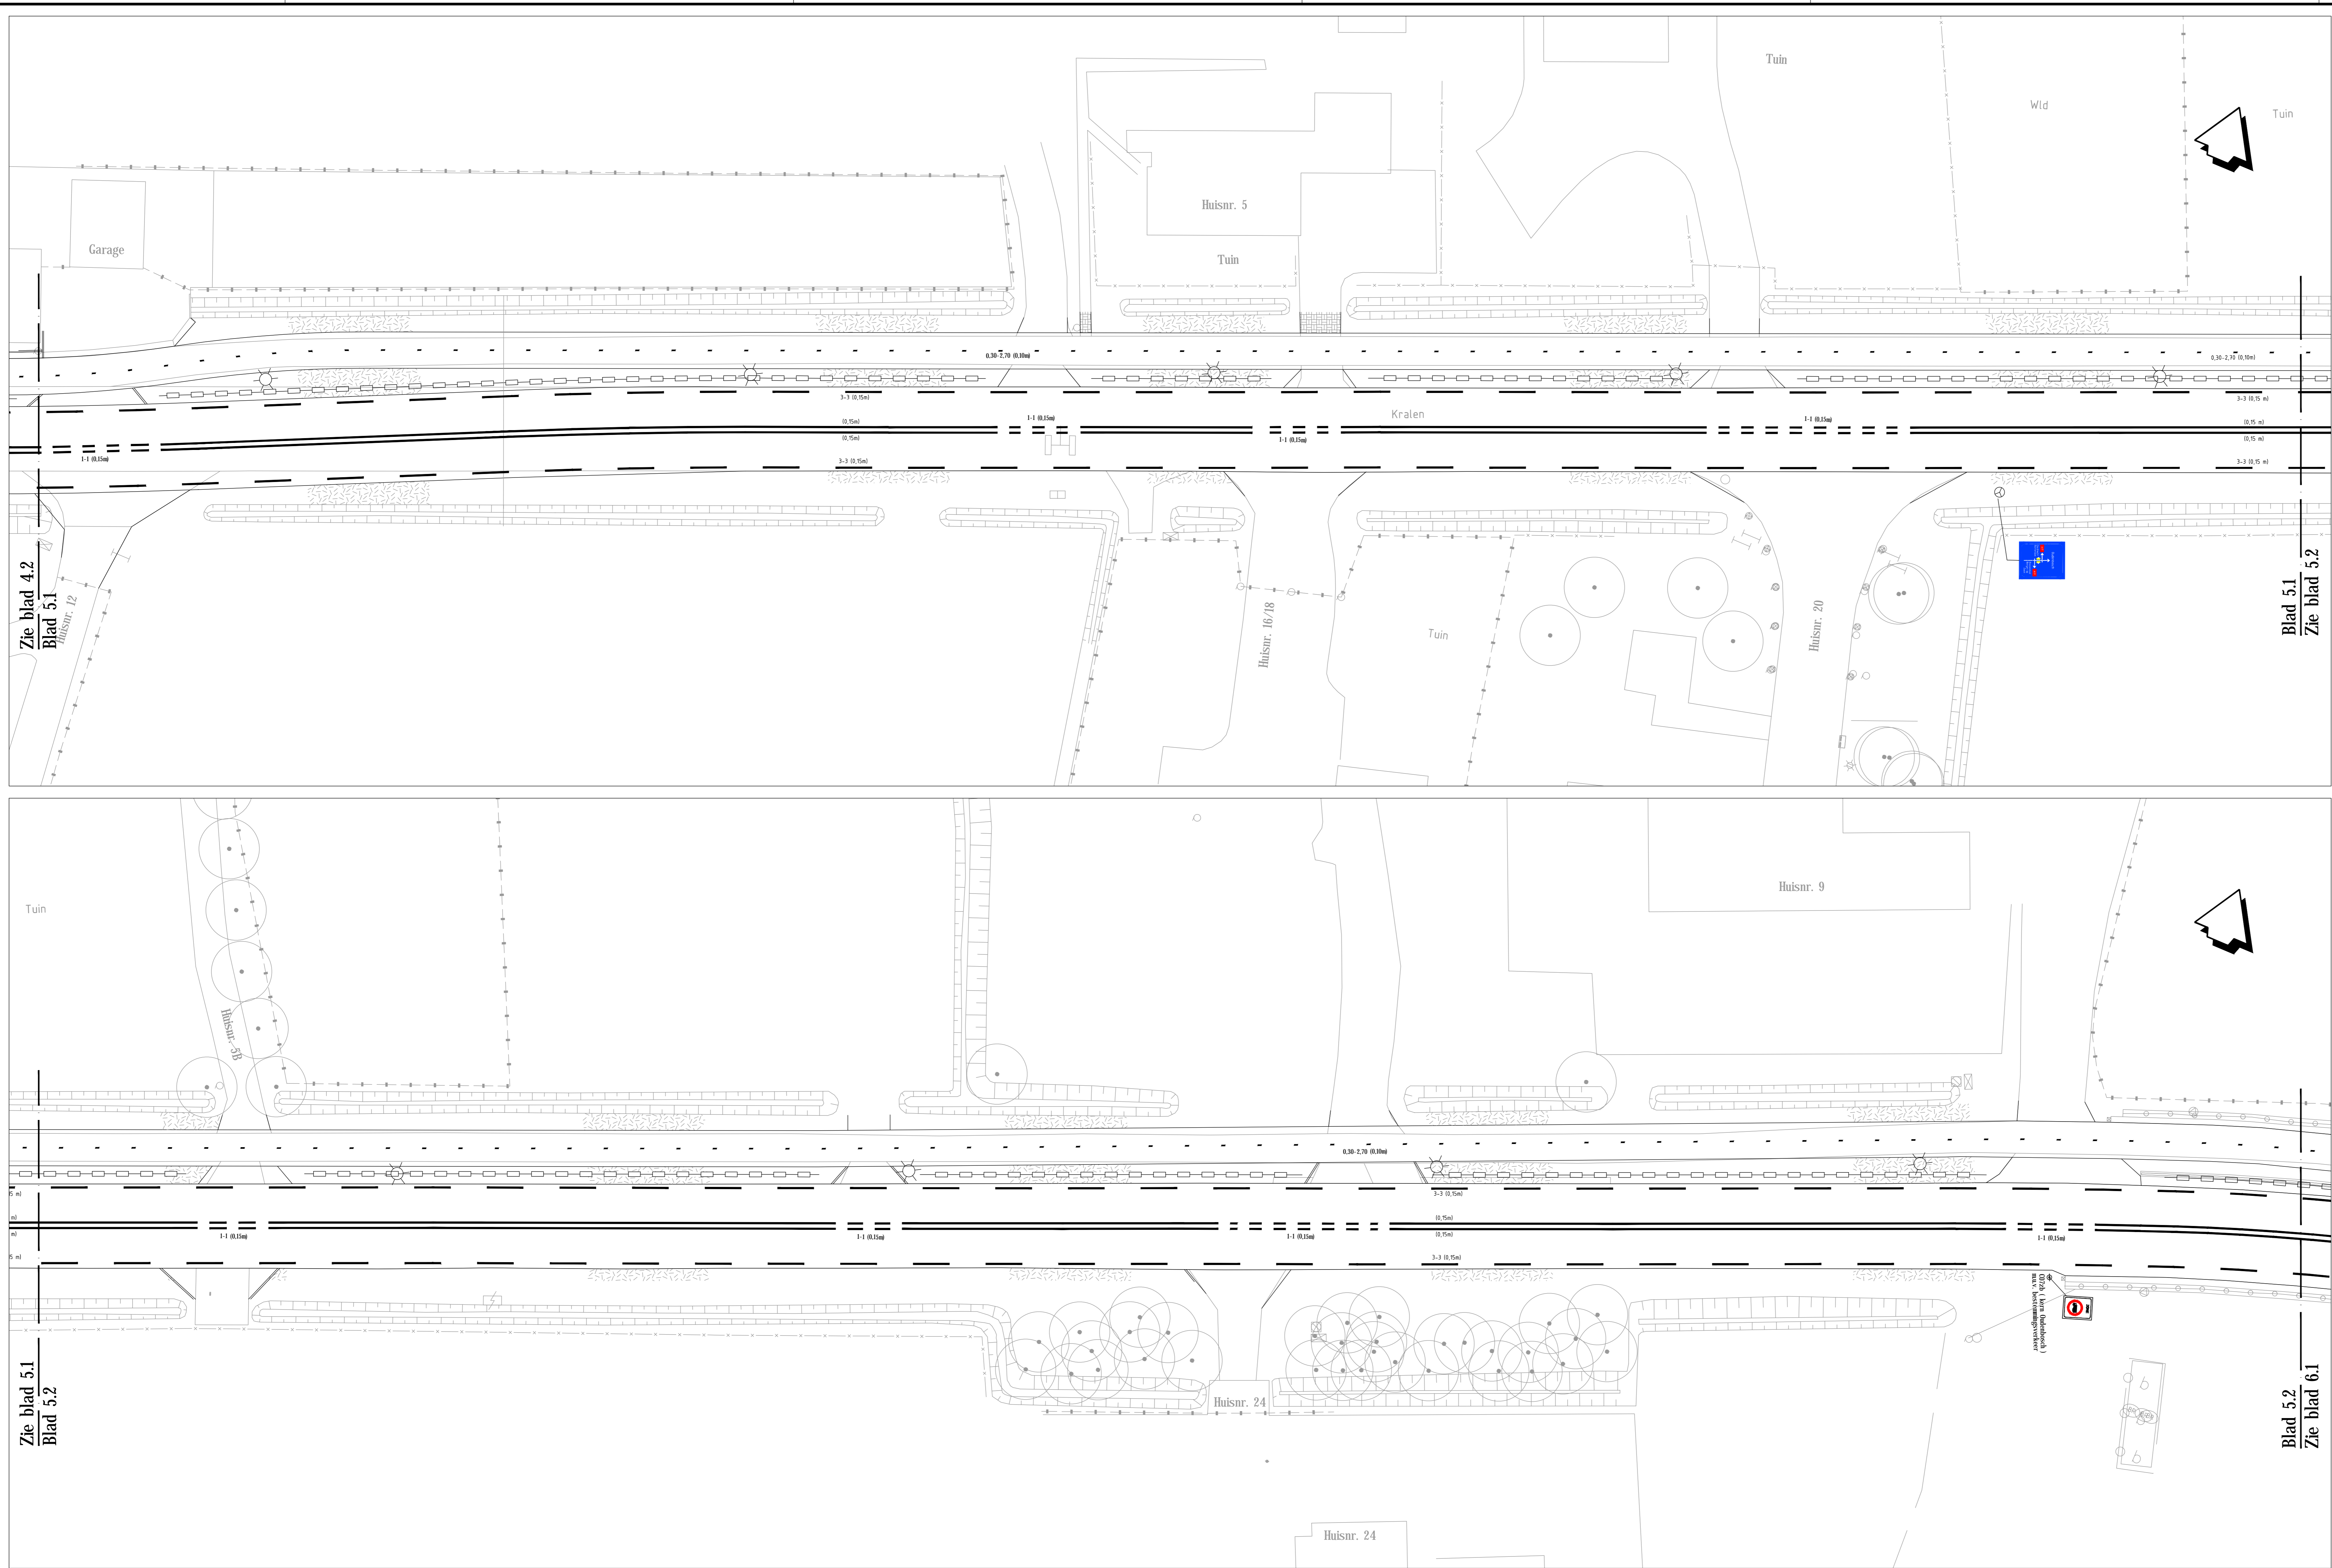 Tuin
Wld
Tuin
Huisnr. 5
Garage
Tuin
0,30-2,70 (0,10m)
0,30-2,70 (0,10m)
3-3 (0,15m)
3-3 (0,15 m)
Kralen
1-1 (0,15m)
1-1 (0,15m)
(0,15m)
(0,15 m)
(0,15m)
1-1 (0,15m)
(0,15 m)
1-1 (0,15m)
3-3 (0,15m)
3-3 (0,15 m)
Zie blad 4.2
Blad 5.1
Huisnr. 12
Huisnr. 16/18
Tuin
Huisnr. 20
Blad 5.1
Zie blad 5.2
Huisnr. 9
Tuin
Huisnr. 5B
0,30-2,70 (0,10m)
5 m)
3-3 (0,15m)
m)
(0,15m)
m)
(0,15m)
1-1 (0,15m)
1-1 (0,15m)
1-1 (0,15m)
1-1 (0,15m)
5 m)
3-3 (0,15m)
(07zb ( kern Oudenbosch )
m.u.v. bestemmingsverkeer
Zie blad 5.1
Blad 5.2
Huisnr. 24
Blad 5.2
Zie blad 6.1
Huisnr. 24